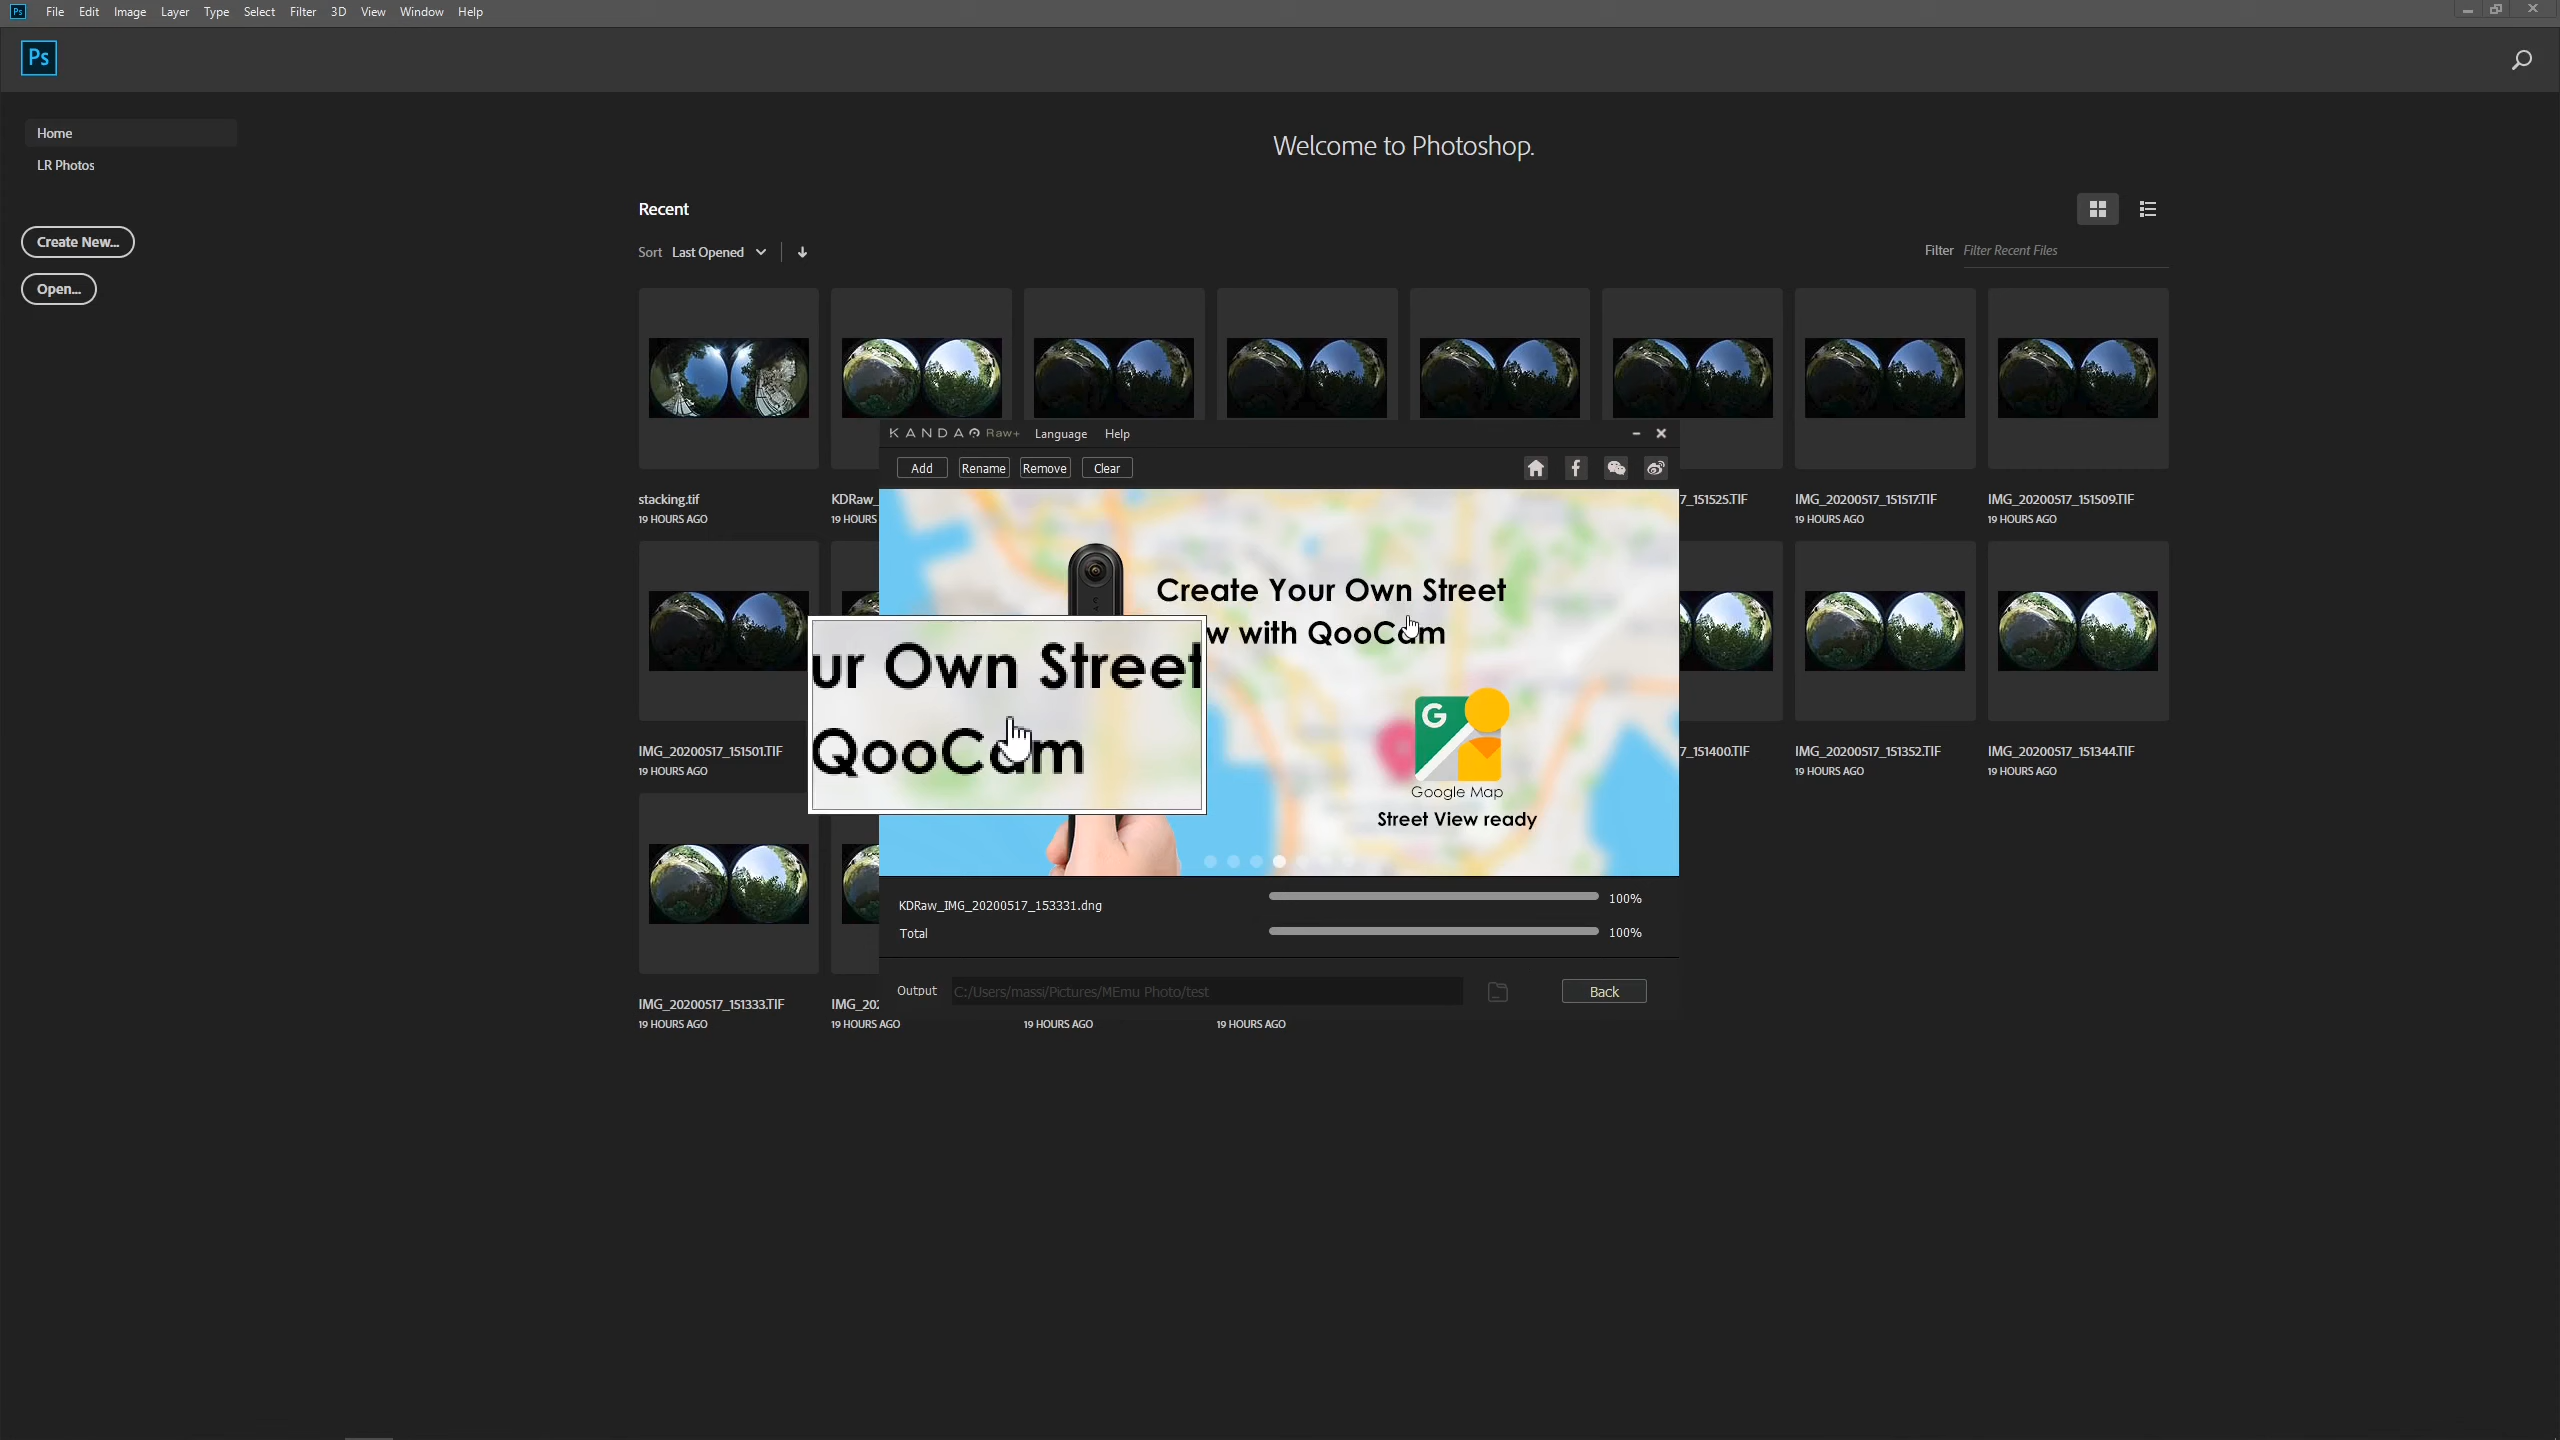 Ps File Edit Image Layer Type Select Filter 3D View Window Help
Ps
Home
LR Photos
Create New...
Open...
Welcome to Photoshop.
Recent
Sort Last Opened
Filter Filter Recent Files
stacking.tif
19 HOURS AGO
KDRaw_
19 HOURS
7_151525.TIF
IMG_20200517_151517.TIF
19 HOURS AGO
IMG_20200517_151509.TIF
19 HOURS AGO
IMG_20200517_151501.TIF
19 HOURS AGO
7_151400.TIF
IMG_20200517_151352.TIF
19 HOURS AGO
IMG_20200517_151344.TIF
19 HOURS AGO
IMG_20200517_151333.TIF
19 HOURS AGO
IMG_202
19 HOURS AGO
19 HOURS AGO
19 HOURS AGO
KANDAO Raw+ Language Help
Add Rename Remove Clear
Create Your Own Street
w with QooCam
ur Own Street
QooCam
G
Google Map
Street View ready
KDRaw_IMG_20200517_153331.dng 100%
Total 100%
Output C:/Users/massi/Pictures/MEmu Photo/test Back